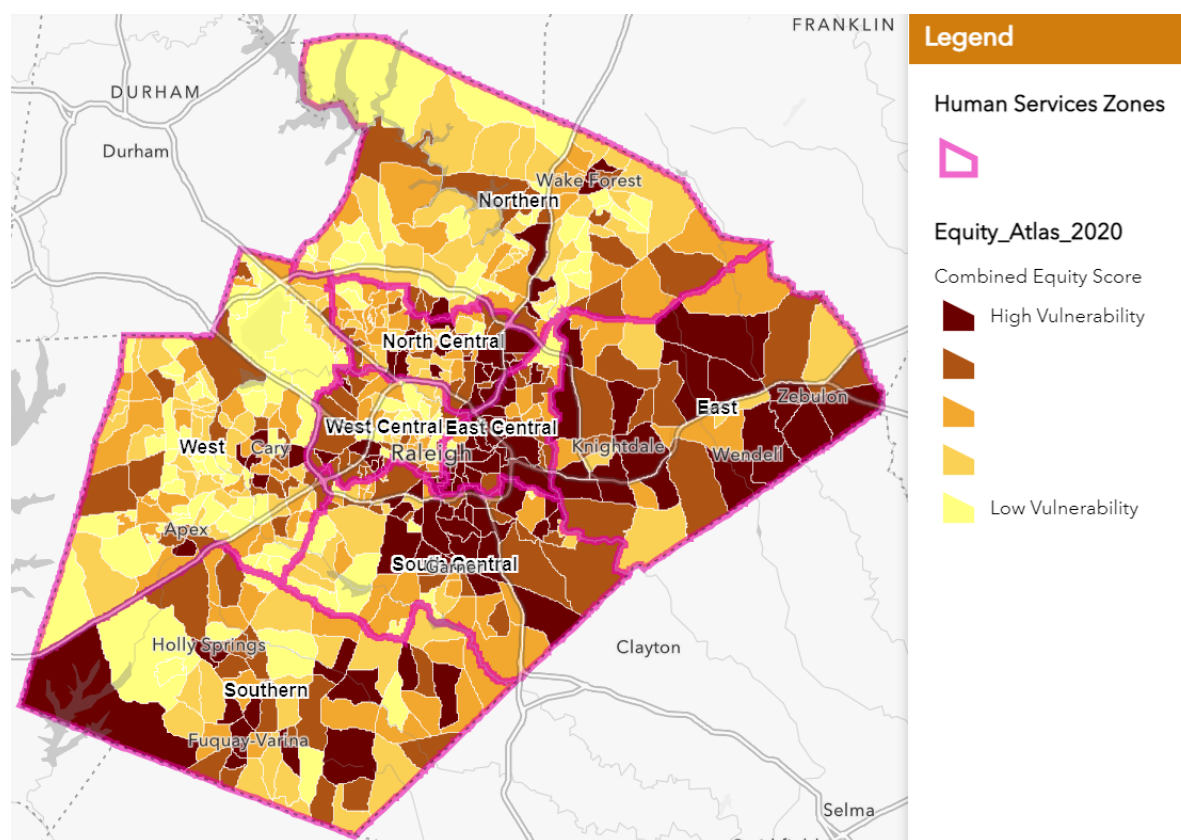 FRANKLIN
DURHAM
Durham
Wake Forest
Northern
North Central
West Central
East Central
Raleigh
West
Cary
East
Zebulon
Knightdale
Wendell
Apex
South Central
Garner
Clayton
Holly Springs
Southern
Fuquay-Varina
Selma
Legend
Human Services Zones
Equity_Atlas_2020
Combined Equity Score
High Vulnerability
Low Vulnerability